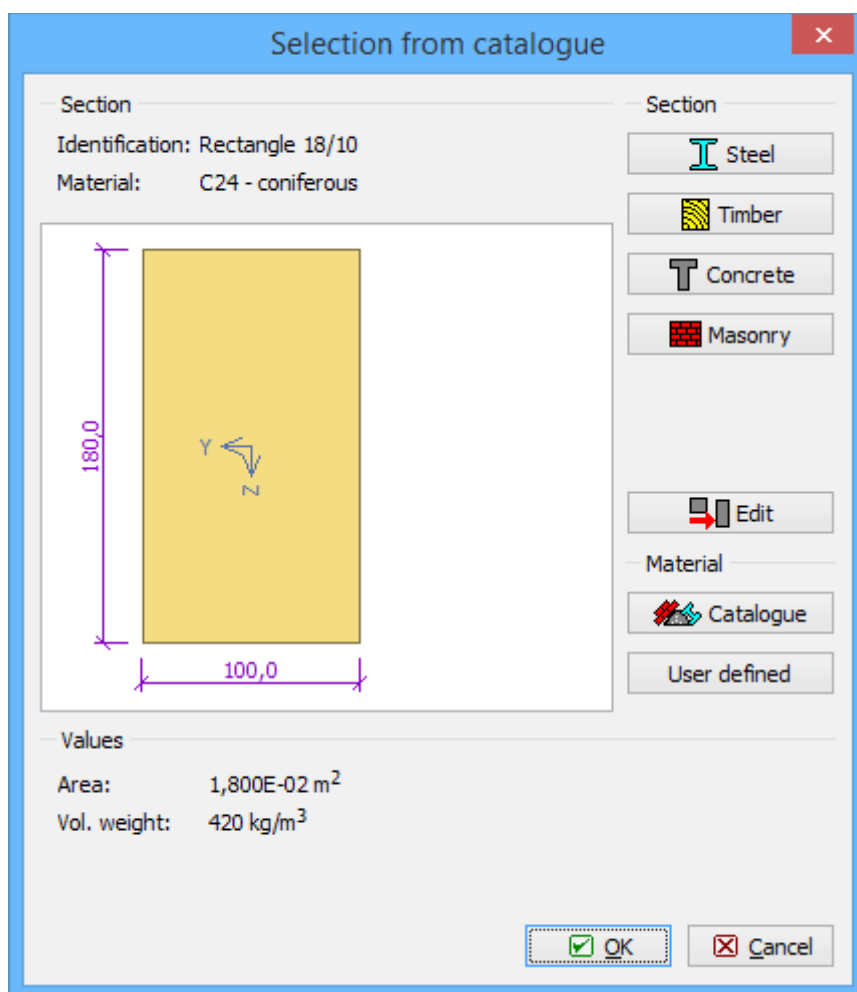 Selection from catalogue
Section
Identification: Rectangle 18/10
Material: C24 - coniferous
180,0
Y
Z
100,0
Section
Steel
Timber
Concrete
Masonry
Edit
Material
Catalogue
User defined
Values
Area: 1,800E-02 m²
Vol. weight: 420 kg/m³
OK
Cancel